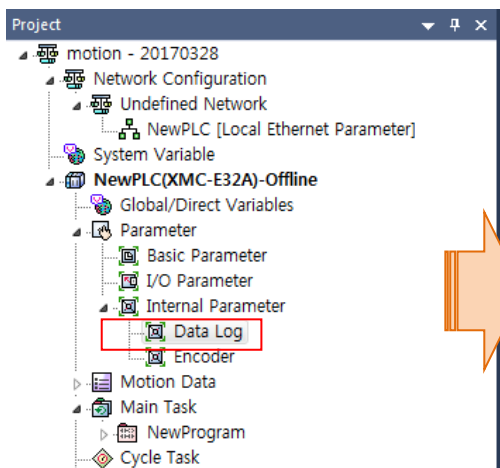 Project
motion - 20170328
Network Configuration
Undefined Network
NewPLC [Local Ethernet Parameter]
System Variable
NewPLC(XMC-E32A)-Offline
Global/Direct Variables
Parameter
Basic Parameter
I/O Parameter
Internal Parameter
Data Log
Encoder
Motion Data
Main Task
NewProgram
Cycle Task